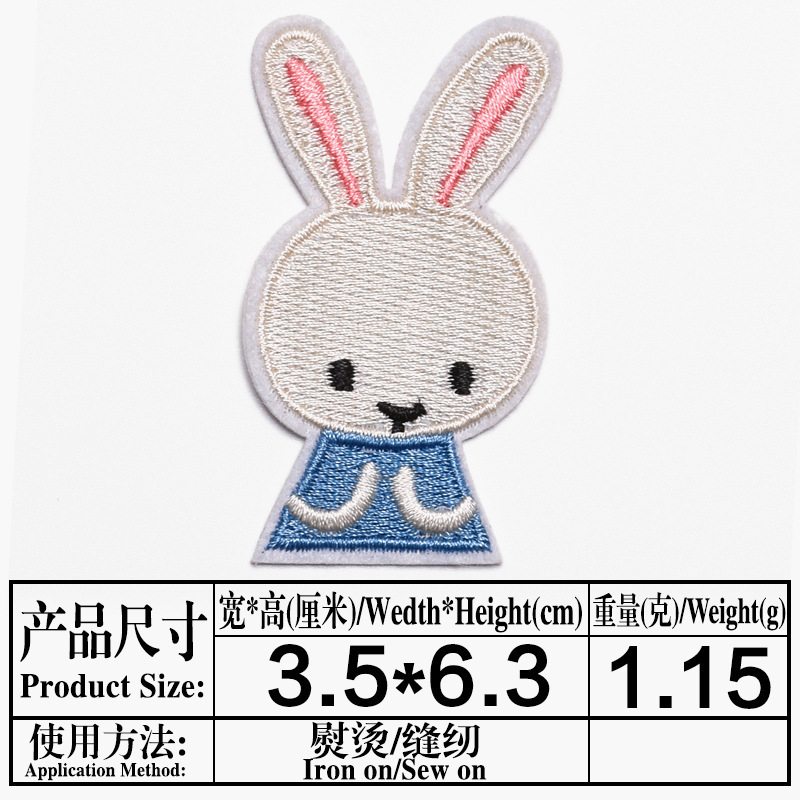 产品尺寸
Product Size:
宽*高(厘米)/Wedth*Height(cm)
重量(克)/Weight(g)
3.5*6.3
1.15
使用方法:
Application Method:
熨烫/缝纫
Iron on/Sew on